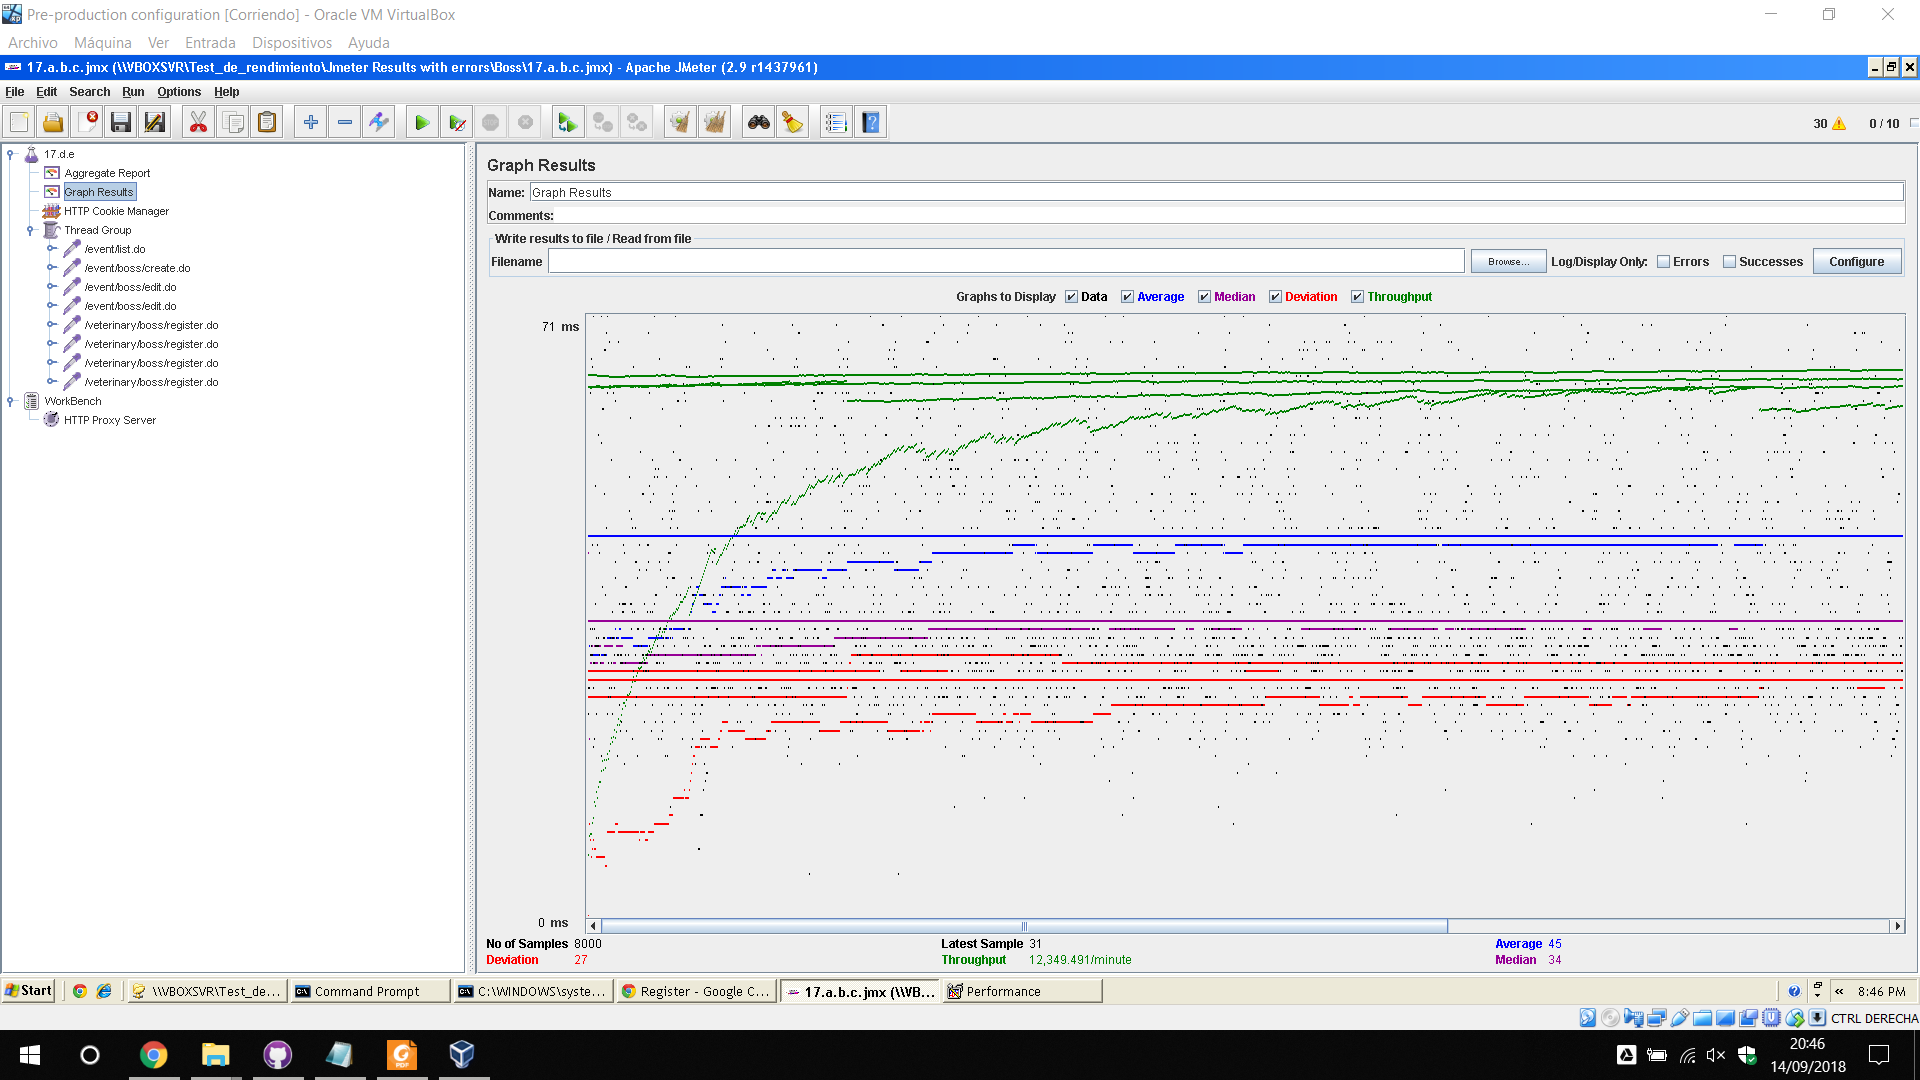 Pre-production configuration [Corriendo] - Oracle VM VirtualBox
Archivo Máquina Ver Entrada Dispositivos Ayuda
17.a.b.c.jmx (\\VBOXSVR\Test_de_rendimiento\Jmeter Results with errors\Boss\17.a.b.c.jmx) - Apache JMeter (2.9 r1437961)
File Edit Search Run Options Help
30 0 / 10
17.d.e
Aggregate Report
Graph Results
HTTP Cookie Manager
Thread Group
/event/list.do
/event/boss/create.do
/event/boss/edit.do
/event/boss/edit.do
/veterinary/boss/register.do
/veterinary/boss/register.do
/veterinary/boss/register.do
/veterinary/boss/register.do
WorkBench
HTTP Proxy Server
Graph Results
Name: Graph Results
Comments:
Write results to file / Read from file
Filename Browse... Log/Display Only: Errors Successes Configure
Graphs to Display Data Average Median Deviation Throughput
71 ms
0 ms
No of Samples 8000 Latest Sample 31 Average 45
Deviation 27 Throughput 12,349.491/minute Median 34
Start \\VBOXSVR\Test_de... Command Prompt C:\WINDOWS\syste... Register - Google C... 17.a.b.c.jmx (\\VB... Performance « 8:46 PM
CTRL DERECHA
PDF
20:46
14/09/2018